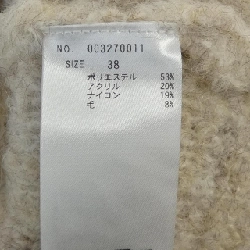 NO. 003270011
SIZE 38
ポリエステル 53%
アクリル 20%
ナイロン 19%
毛 8%